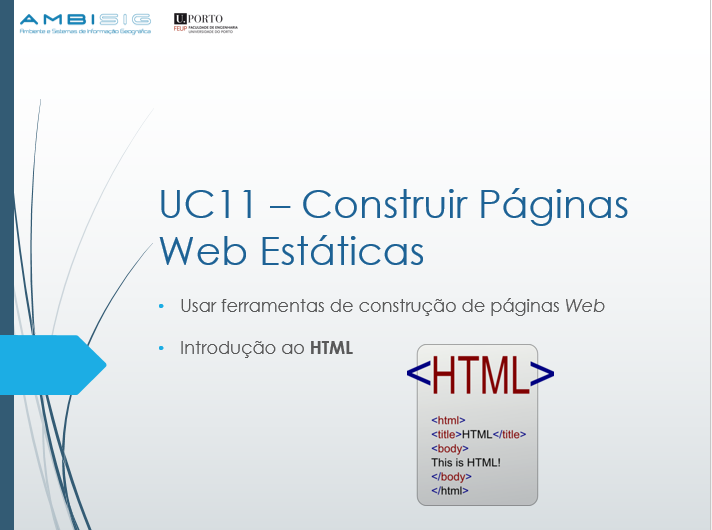 AMBISIG
Ambiente e Sistemas de Informação Geográfica
U. PORTO
FEUP FACULDADE DE ENGENHARIA
UNIVERSIDADE DO PORTO
UC11 – Construir Páginas
Web Estáticas
• Usar ferramentas de construção de páginas Web
• Introdução ao HTML
<HTML>
<html>
<title>HTML</title>
<body>
This is HTML!
</body>
</html>